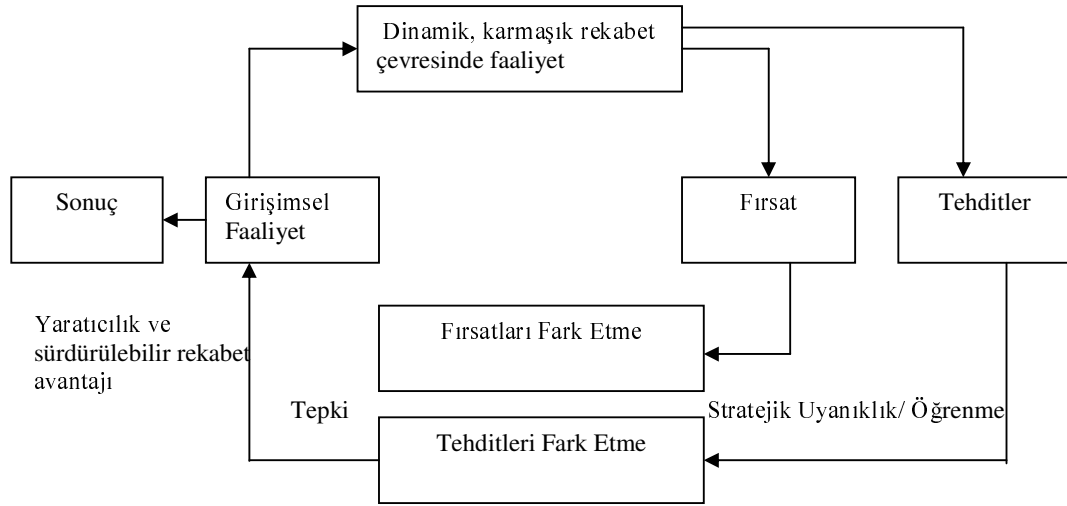 Dinamik, karmaşık rekabet
çevresinde faaliyet
Sonuç
Girişimsel
Faaliyet
Fırsat
Tehditler
Yaratıcılık ve
sürdürülebilir rekabet
avantajı
Fırsatları Fark Etme
Tepki
Stratejik Uyanıklık/ Öğrenme
Tehditleri Fark Etme